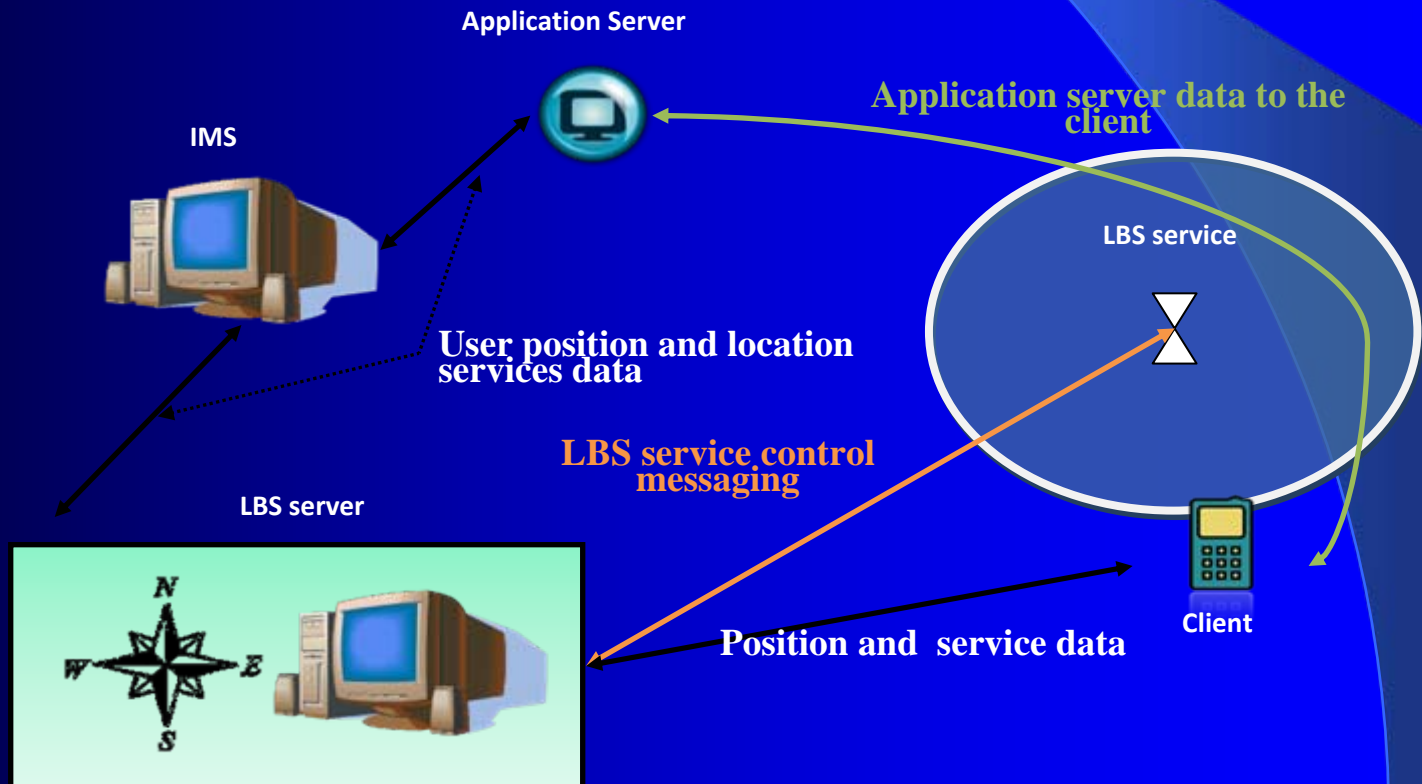 Application Server
Application server data to the
client
IMS
LBS service
User position and location
services data
LBS service control
messaging
LBS server
N
W E
S
Client
Position and service data